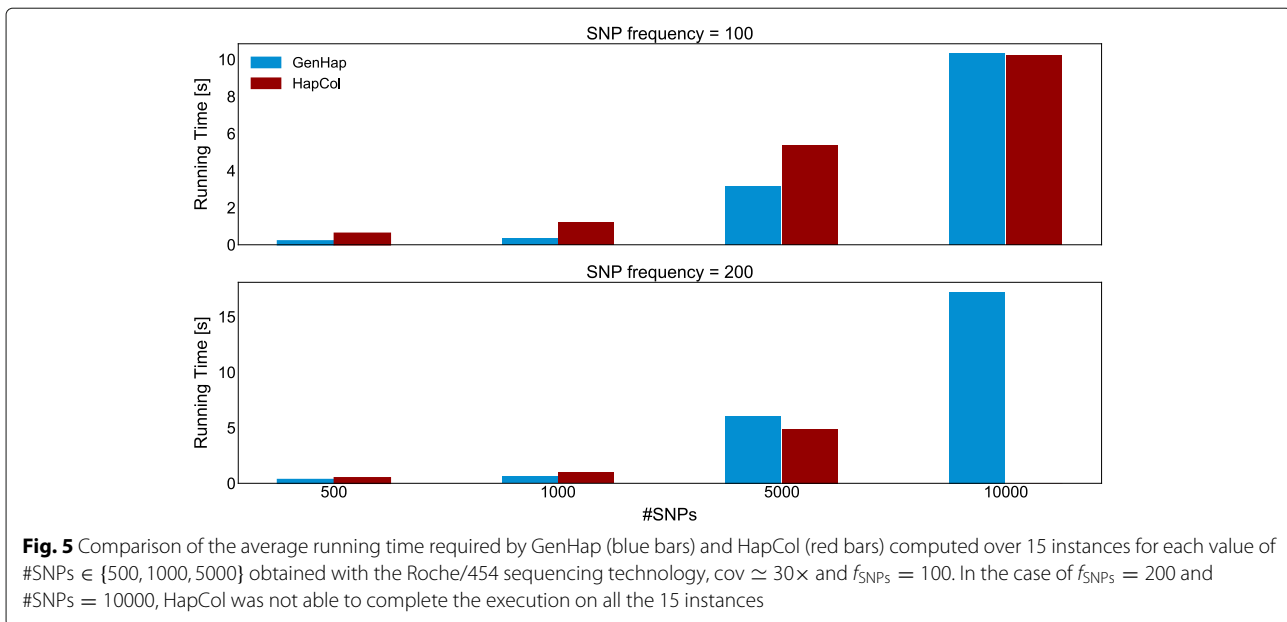 SNP frequency = 100
GenHap
HapCol
Running Time [s]
10
8
6
4
2
0
SNP frequency = 200
Running Time [s]
15
10
5
0
500 1000 5000 10000
#SNPs
Fig. 5 Comparison of the average running time required by GenHap (blue bars) and HapCol (red bars) computed over 15 instances for each value of
#SNPs ∈ {500, 1000, 5000} obtained with the Roche/454 sequencing technology, cov ≃ 30× and fSNPs = 100. In the case of fSNPs = 200 and
#SNPs = 10000, HapCol was not able to complete the execution on all the 15 instances